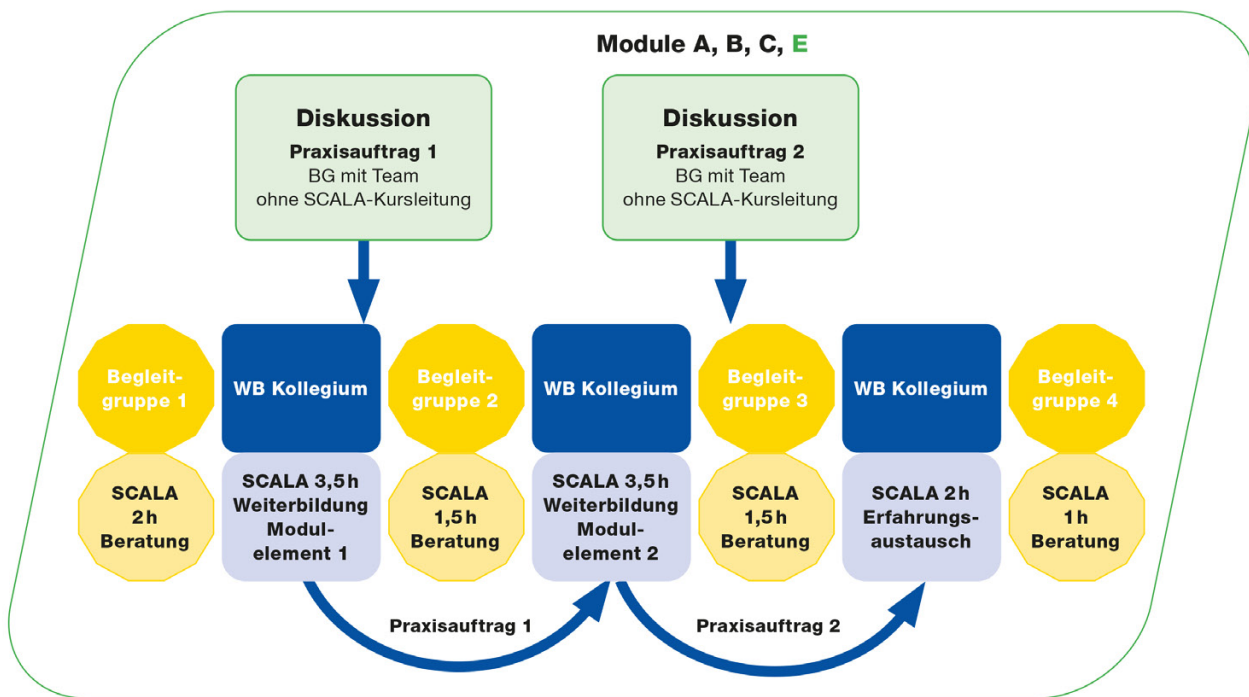 Module A, B, C, E
Diskussion
Praxisauftrag 1
BG mit Team
ohne SCALA-Kursleitung
Diskussion
Praxisauftrag 2
BG mit Team
ohne SCALA-Kursleitung
Begleit-
gruppe 1
WB Kollegium
Begleit-
gruppe 2
WB Kollegium
Begleit-
gruppe 3
WB Kollegium
Begleit-
gruppe 4
SCALA
2 h
Beratung
SCALA 3,5 h
Weiterbildung
Modul-
element 1
SCALA
1,5 h
Beratung
SCALA 3,5 h
Weiterbildung
Modul-
element 2
SCALA
1,5 h
Beratung
SCALA 2 h
Erfahrungs-
austausch
SCALA
1 h
Beratung
Praxisauftrag 1
Praxisauftrag 2